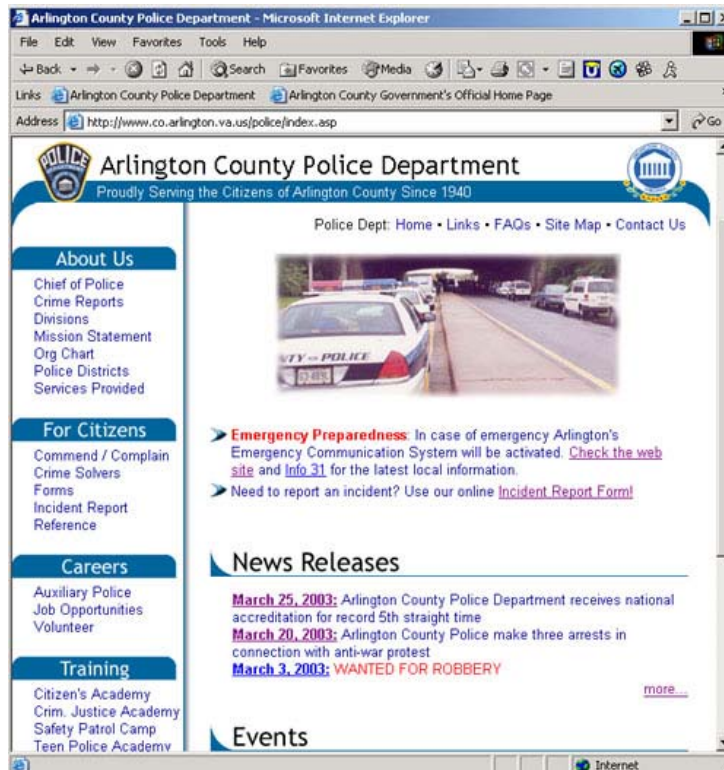 Arlington County Police Department - Microsoft Internet Explorer
File Edit View Favorites Tools Help
Back Search Favorites Media
Links Arlington County Police Department Arlington County Government's Official Home Page
Address http://www.co.arlington.va.us/police/index.asp Go
POLICE
Arlington County Police Department
Proudly Serving the Citizens of Arlington County Since 1940
Police Dept: Home • Links • FAQs • Site Map • Contact Us
About Us
Chief of Police
Crime Reports
Divisions
Mission Statement
Org Chart
Police Districts
Services Provided
For Citizens
Commend / Complain
Crime Solvers
Forms
Incident Report
Reference
Careers
Auxiliary Police
Job Opportunities
Volunteer
Training
Citizen's Academy
Crim. Justice Academy
Safety Patrol Camp
Teen Police Academy
POLICE
Emergency Preparedness: In case of emergency Arlington's
Emergency Communication System will be activated. Check the web
site and Info 31 for the latest local information.
Need to report an incident? Use our online Incident Report Form!
News Releases
March 25, 2003: Arlington County Police Department receives national
accreditation for record 5th straight time
March 20, 2003: Arlington County Police make three arrests in
connection with anti-war protest
March 3, 2003: WANTED FOR ROBBERY
more...
Events
Internet